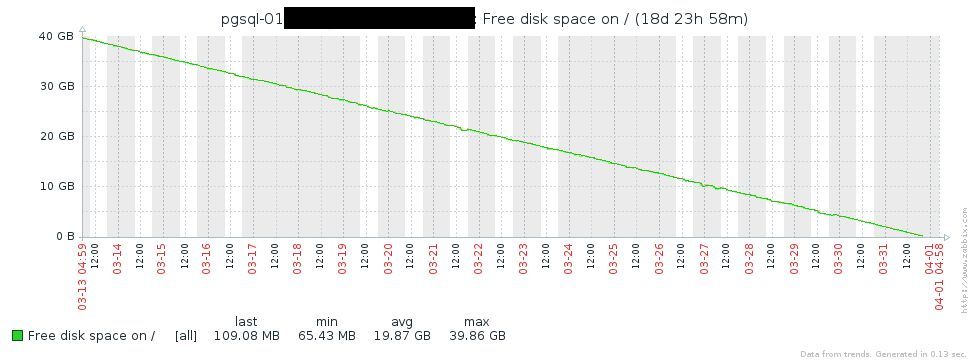 pgsql-01 : Free disk space on / (18d 23h 58m)
40 GB
30 GB
20 GB
10 GB
0 B
03-13 04:59 12:00 03-14 12:00 03-15 12:00 03-16 12:00 03-17 12:00 03-18 12:00 03-19 12:00 03-20 12:00 03-21 12:00 03-22 12:00 03-23 12:00 03-24 12:00 03-25 12:00 03-26 12:00 03-27 12:00 03-28 12:00 03-29 12:00 03-30 12:00 03-31 12:00 04-01 04-01 04:58
http://www.zabbix.com
last min avg max
Free disk space on / [all] 109.08 MB 65.43 MB 19.87 GB 39.86 GB
Data from trends. Generated in 0.13 sec.